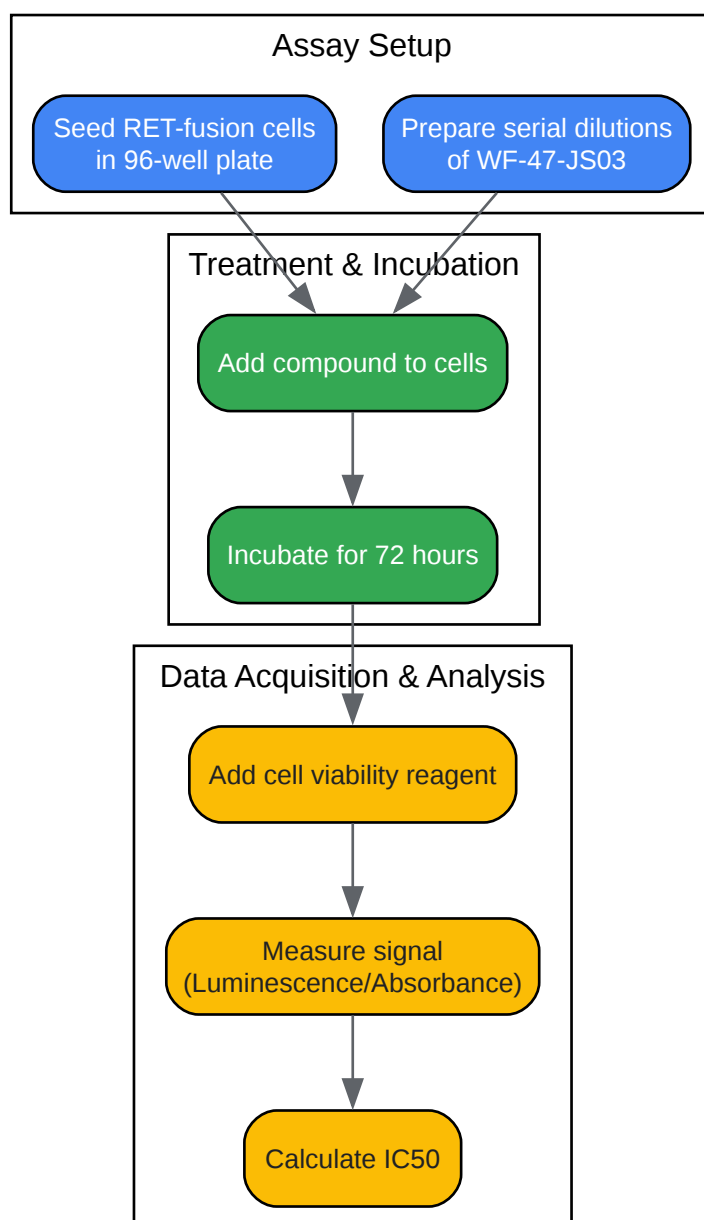 Assay Setup
Seed RET-fusion cells
in 96-well plate
Prepare serial dilutions
of WF-47-JS03
Treatment & Incubation
Add compound to cells
Incubate for 72 hours
Data Acquisition & Analysis
Add cell viability reagent
Measure signal
(Luminescence/Absorbance)
Calculate IC50